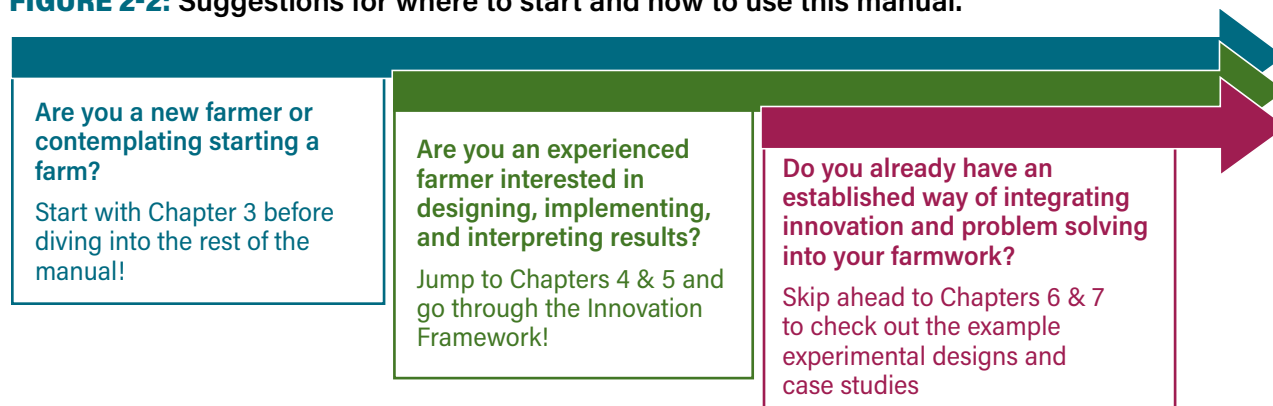 FIGURE 2-2: Suggestions for where to start and how to use this manual.
Are you a new farmer or
contemplating starting a
farm?
Start with Chapter 3 before
diving into the rest of the
manual!
Are you an experienced
farmer interested in
designing, implementing,
and interpreting results?
Jump to Chapters 4 & 5 and
go through the Innovation
Framework!
Do you already have an
established way of integrating
innovation and problem solving
into your farmwork?
Skip ahead to Chapters 6 & 7
to check out the example
experimental designs and
case studies